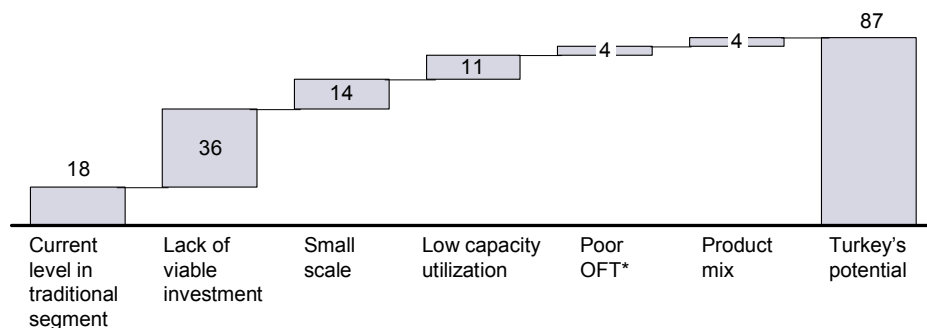 87
4
4
11
14
36
18
Current
level in
traditional
segment
Lack of
viable
investment
Small
scale
Low capacity
utilization
Poor
OFT*
Product
mix
Turkey's
potential